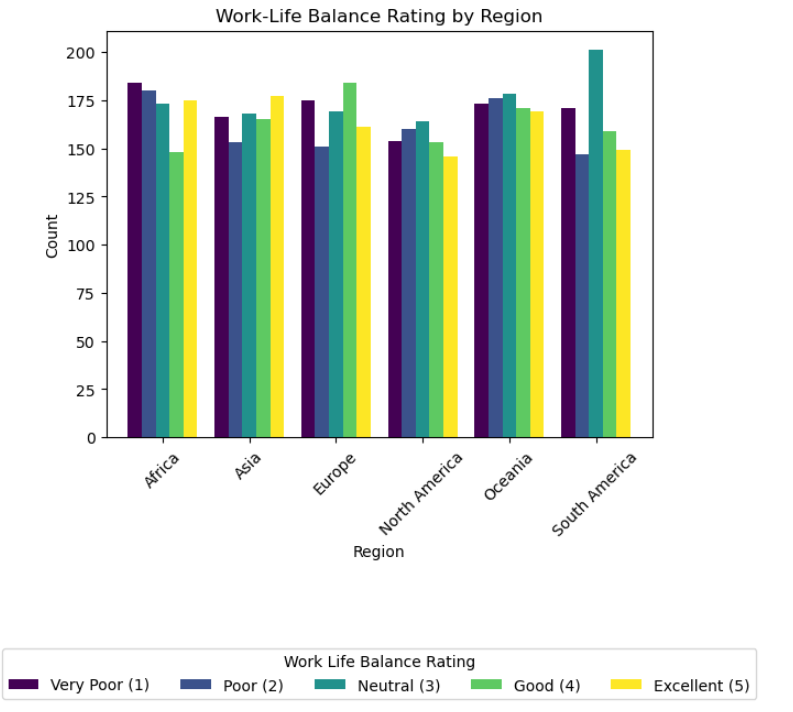 Work-Life Balance Rating by Region
200
175
150
125
100
75
50
25
0
Count
Africa
Asia
Europe
North America
Oceania
South America
Region
Work Life Balance Rating
Very Poor (1) Poor (2) Neutral (3) Good (4) Excellent (5)